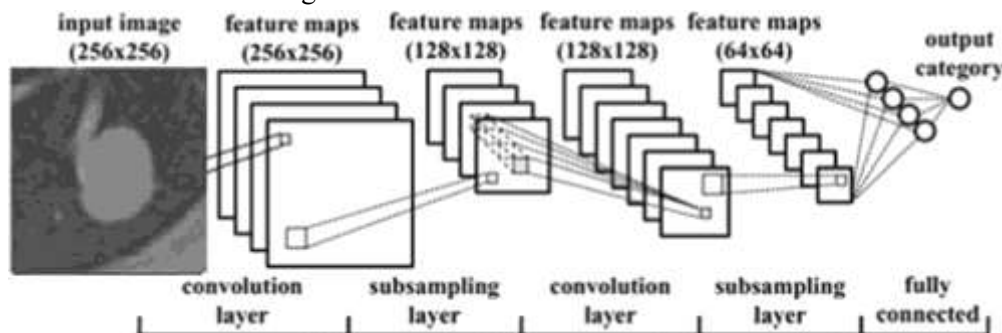 input image
(256x256)
feature maps
(256x256)
feature maps
(128x128)
feature maps
(128x128)
feature maps
(64x64)
output
category
convolution
layer
subsampling
layer
convolution
layer
subsampling
layer
fully
connected